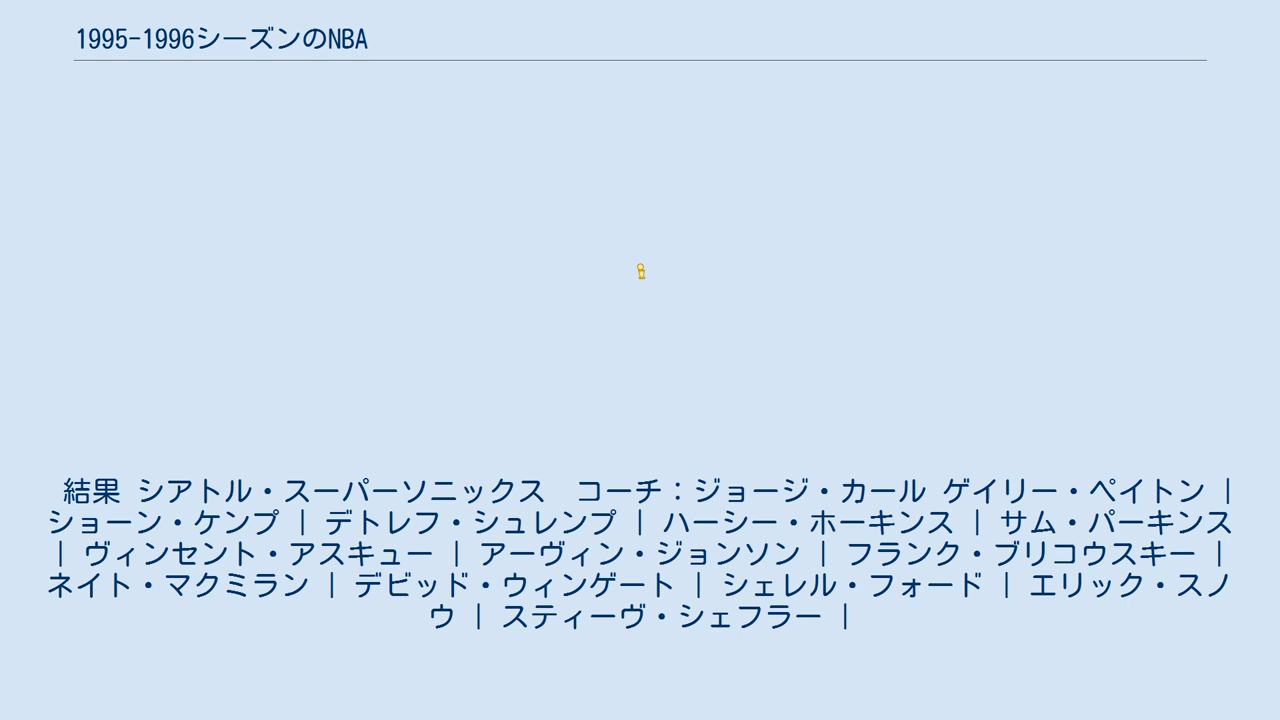 1995-1996シーズンのNBA
結果 シアトル・スーパーソニックス　コーチ：ジョージ・カール ゲイリー・ペイトン |
ショーン・ケンプ | デトレフ・シュレンプ | ハーシー・ホーキンス | サム・パーキンス
| ヴィンセント・アスキュー | アーヴィン・ジョンソン | フランク・ブリコウスキー |
ネイト・マクミラン | デビッド・ウィンゲート | シェレル・フォード | エリック・スノ
ウ | スティーヴ・シェフラー |